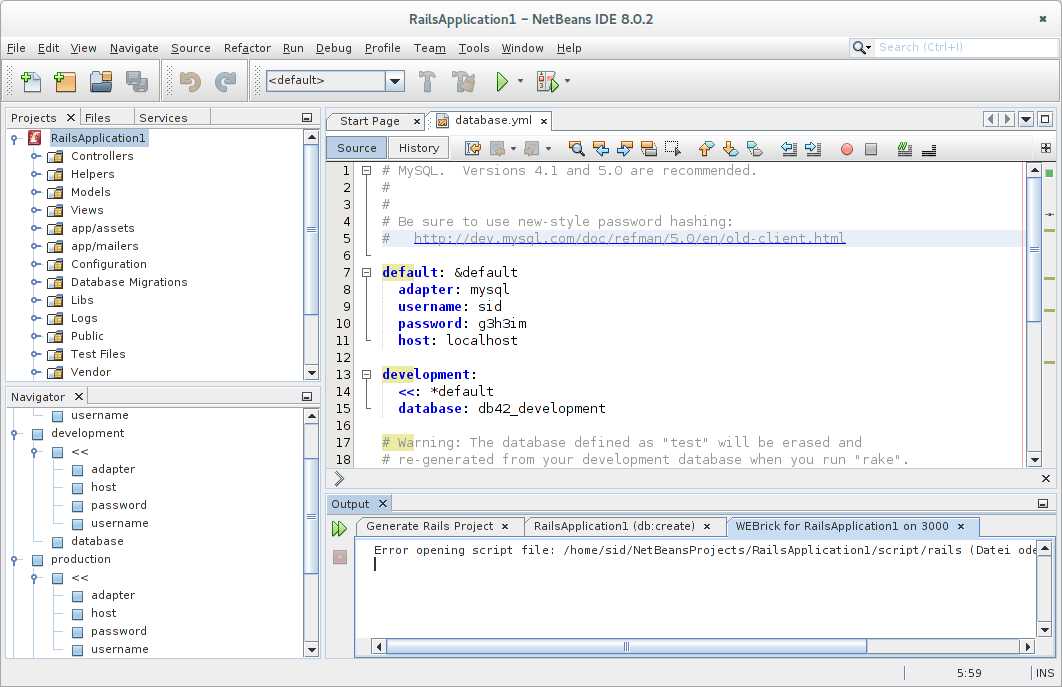 RailsApplication1 – NetBeans IDE 8.0.2
File Edit View Navigate Source Refactor Run Debug Profile Team Tools Window Help
Search (Ctrl+I)
<default>
Projects Files Services
RailsApplication1
Controllers
Helpers
Models
Views
app/assets
app/mailers
Configuration
Database Migrations
Libs
Logs
Public
Test Files
Vendor
Navigator
username
development
<<
adapter
host
password
username
database
production
<<
adapter
host
password
username
Start Page database.yml
Source History
1 # MySQL.  Versions 4.1 and 5.0 are recommended.
2 #
3 #
4 # Be sure to use new-style password hashing:
5 #   http://dev.mysql.com/doc/refman/5.0/en/old-client.html
6
7 default: &default
8   adapter: mysql
9   username: sid
10   password: g3h3im
11   host: localhost
12
13 development:
14   <<: *default
15   database: db42_development
16
17 # Warning: The database defined as "test" will be erased and
18 # re-generated from your development database when you run "rake".
Output
Generate Rails Project RailsApplication1 (db:create) WEBrick for RailsApplication1 on 3000
Error opening script file: /home/sid/NetBeansProjects/RailsApplication1/script/rails (Datei ode
5:59 INS